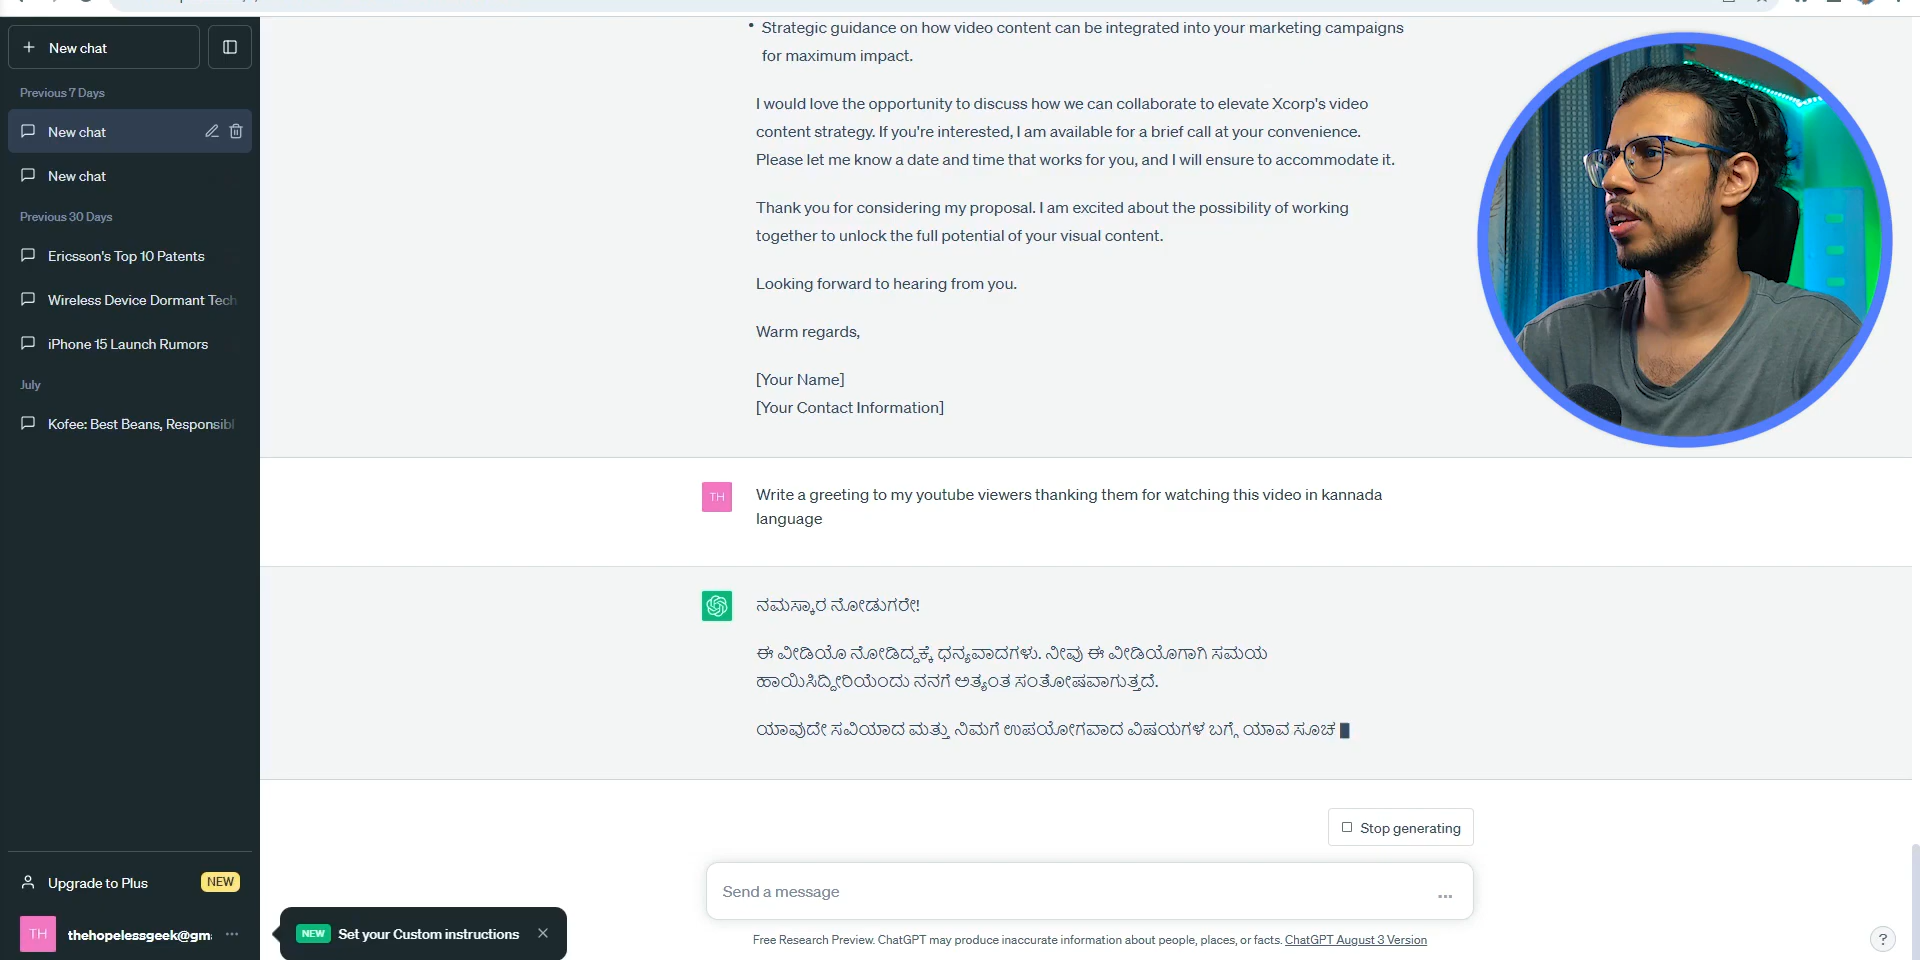 New chat
Previous 7 Days
New chat
New chat
Previous 30 Days
Ericsson's Top 10 Patents
Wireless Device Dormant Tech
iPhone 15 Launch Rumors
July
Kofee: Best Beans, Responsibl
Upgrade to Plus NEW
TH thehopelessgeek@gm
• Strategic guidance on how video content can be integrated into your marketing campaigns
for maximum impact.
I would love the opportunity to discuss how we can collaborate to elevate Xcorp's video
content strategy. If you're interested, I am available for a brief call at your convenience.
Please let me know a date and time that works for you, and I will ensure to accommodate it.
Thank you for considering my proposal. I am excited about the possibility of working
together to unlock the full potential of your visual content.
Looking forward to hearing from you.
Warm regards,
[Your Name]
[Your Contact Information]
TH Write a greeting to my youtube viewers thanking them for watching this video in kannada
language
ನಮಸ್ಕಾರ ನೋಡುಗರೇ!
ಈ ವೀಡಿಯೊ ನೋಡಿದ್ದಕ್ಕೆ ಧನ್ಯವಾದಗಳು. ನೀವು ಈ ವೀಡಿಯೊಗಾಗಿ ಸಮಯ
ಹಾಯಿಸಿದ್ದೀರಿಯೆಂದು ನನಗೆ ಅತ್ಯಂತ ಸಂತೋಷವಾಗುತ್ತದೆ.
ಯಾವುದೇ ಸವಿಯಾದ ಮತ್ತು ನಿಮಗೆ ಉಪಯೋಗವಾದ ವಿಷಯಗಳ ಬಗ್ಗೆ ಯಾವ ಸೂಚ
Stop generating
Send a message
NEW Set your Custom instructions
Free Research Preview. ChatGPT may produce inaccurate information about people, places, or facts. ChatGPT August 3 Version
?